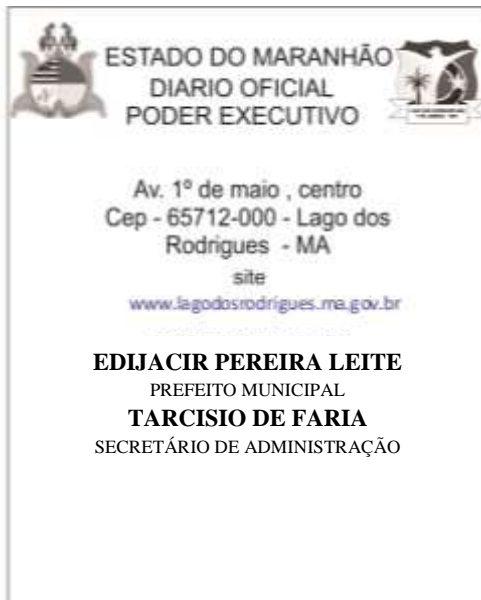 ESTADO DO MARANHÃO
DIARIO OFICIAL
PODER EXECUTIVO
Av. 1º de maio , centro
Cep - 65712-000 - Lago dos
Rodrigues - MA
site
www.lagodosrodrigues.ma.gov.br
EDIJACIR PEREIRA LEITE
PREFEITO MUNICIPAL
TARCISIO DE FARIA
SECRETÁRIO DE ADMINISTRAÇÃO